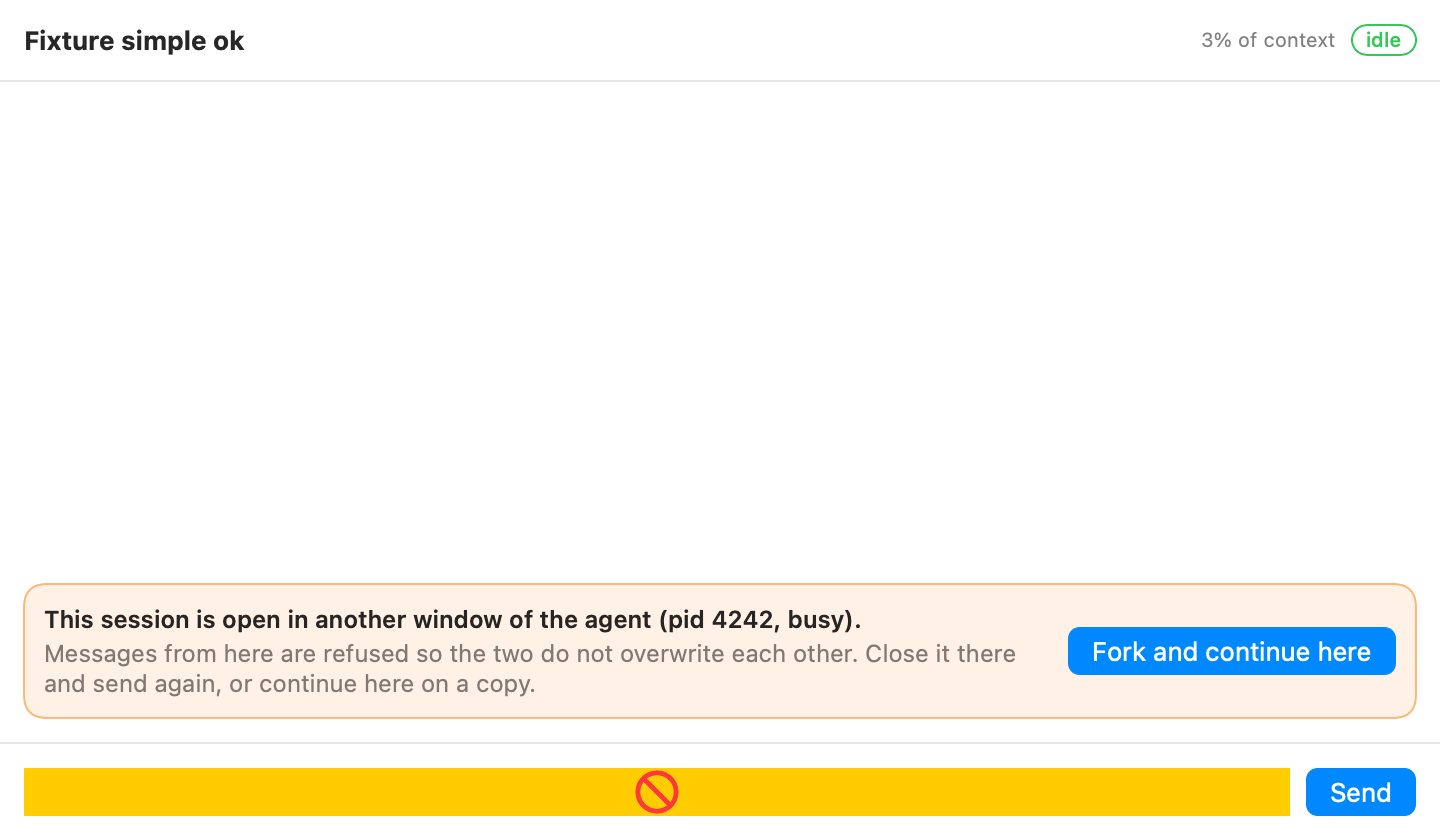 Fixture simple ok
3% of context
idle
This session is open in another window of the agent (pid 4242, busy).
Messages from here are refused so the two do not overwrite each other. Close it there
and send again, or continue here on a copy.
Fork and continue here
Send